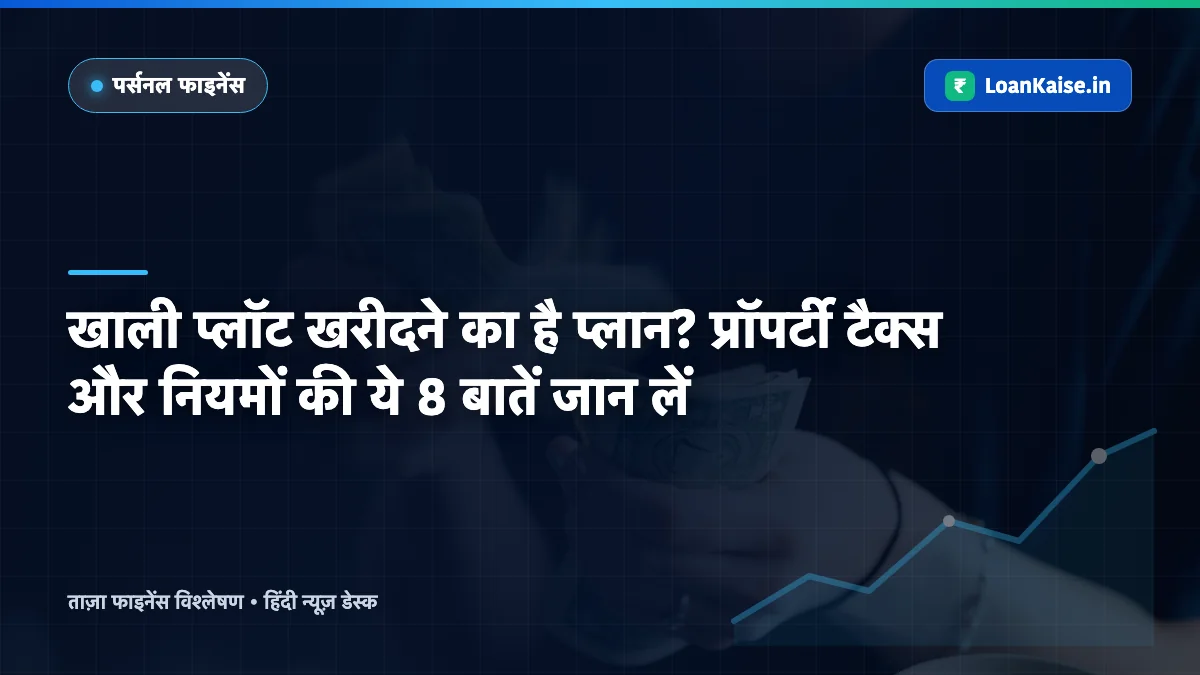 पर्सनल फाइनेंस
₹ LoanKaise.in
खाली प्लॉट खरीदने का है प्लान? प्रॉपर्टी टैक्स
और नियमों की ये 8 बातें जान लें
ताज़ा फाइनेंस विश्लेषण • हिंदी न्यूज़ डेस्क